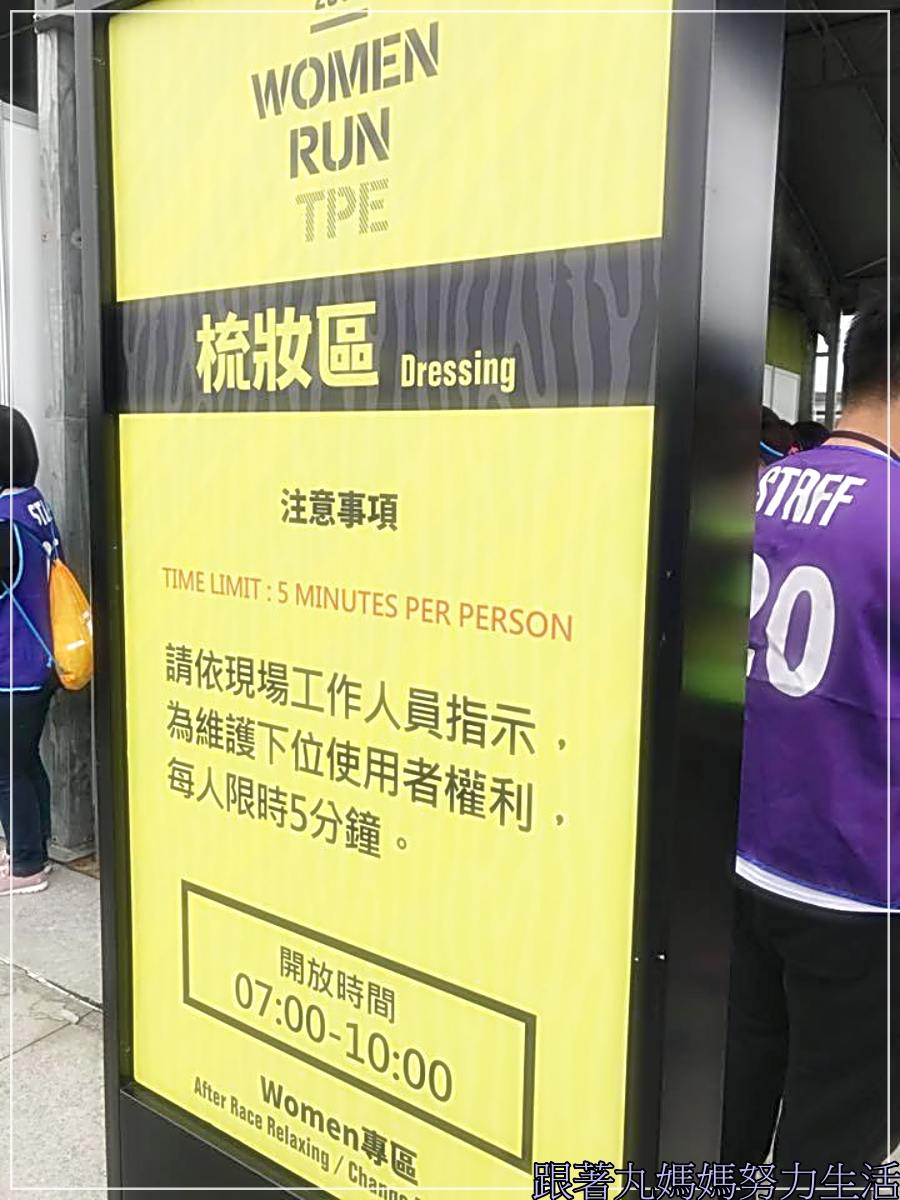 WOMEN
RUN
TPE
梳妝區 Dressing
注意事項
TIME LIMIT : 5 MINUTES PER PERSON
請依現場工作人員指示，
為維護下位使用者權利，
每人限時5分鐘。
開放時間
07:00-10:00
Women專區
After Race Relaxing / Change
STAFF
20
跟著丸媽媽努力生活